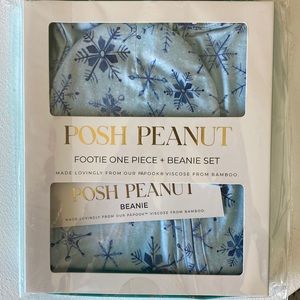 POSH PEANUT
FOOTIE ONE PIECE + BEANIE SET
MADE LOVINGLY FROM OUR PAPOOK® VISCOSE FROM BAMBOO
POSH PEANUT
BEANIE
MADE LOVINGLY FROM OUR PAPOOK™ VISCOSE FROM BAMBOO